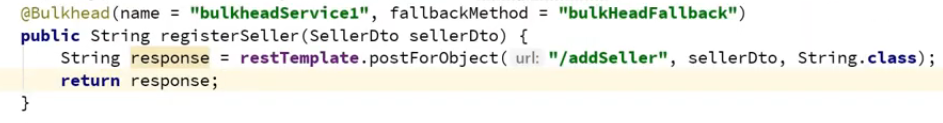 @Bulkhead(name = "bulkheadService1", fallbackMethod = "bulkHeadFallback")
public String registerSeller(SellerDto sellerDto) {
    String response = restTemplate.postForObject( url: "/addSeller", sellerDto, String.class);
    return response;
}